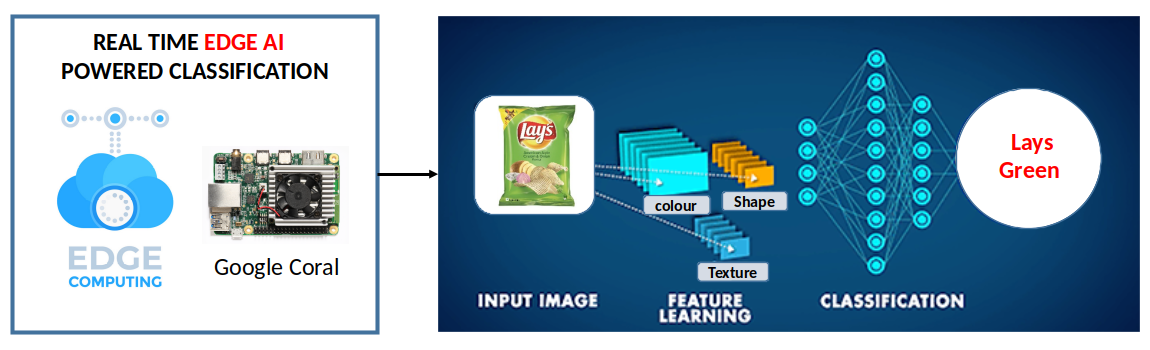 REAL TIME EDGE AI
POWERED CLASSIFICATION
EDGE
COMPUTING
Google Coral
Lay's
colour
Shape
Texture
INPUT IMAGE
FEATURE
LEARNING
CLASSIFICATION
Lays
Green